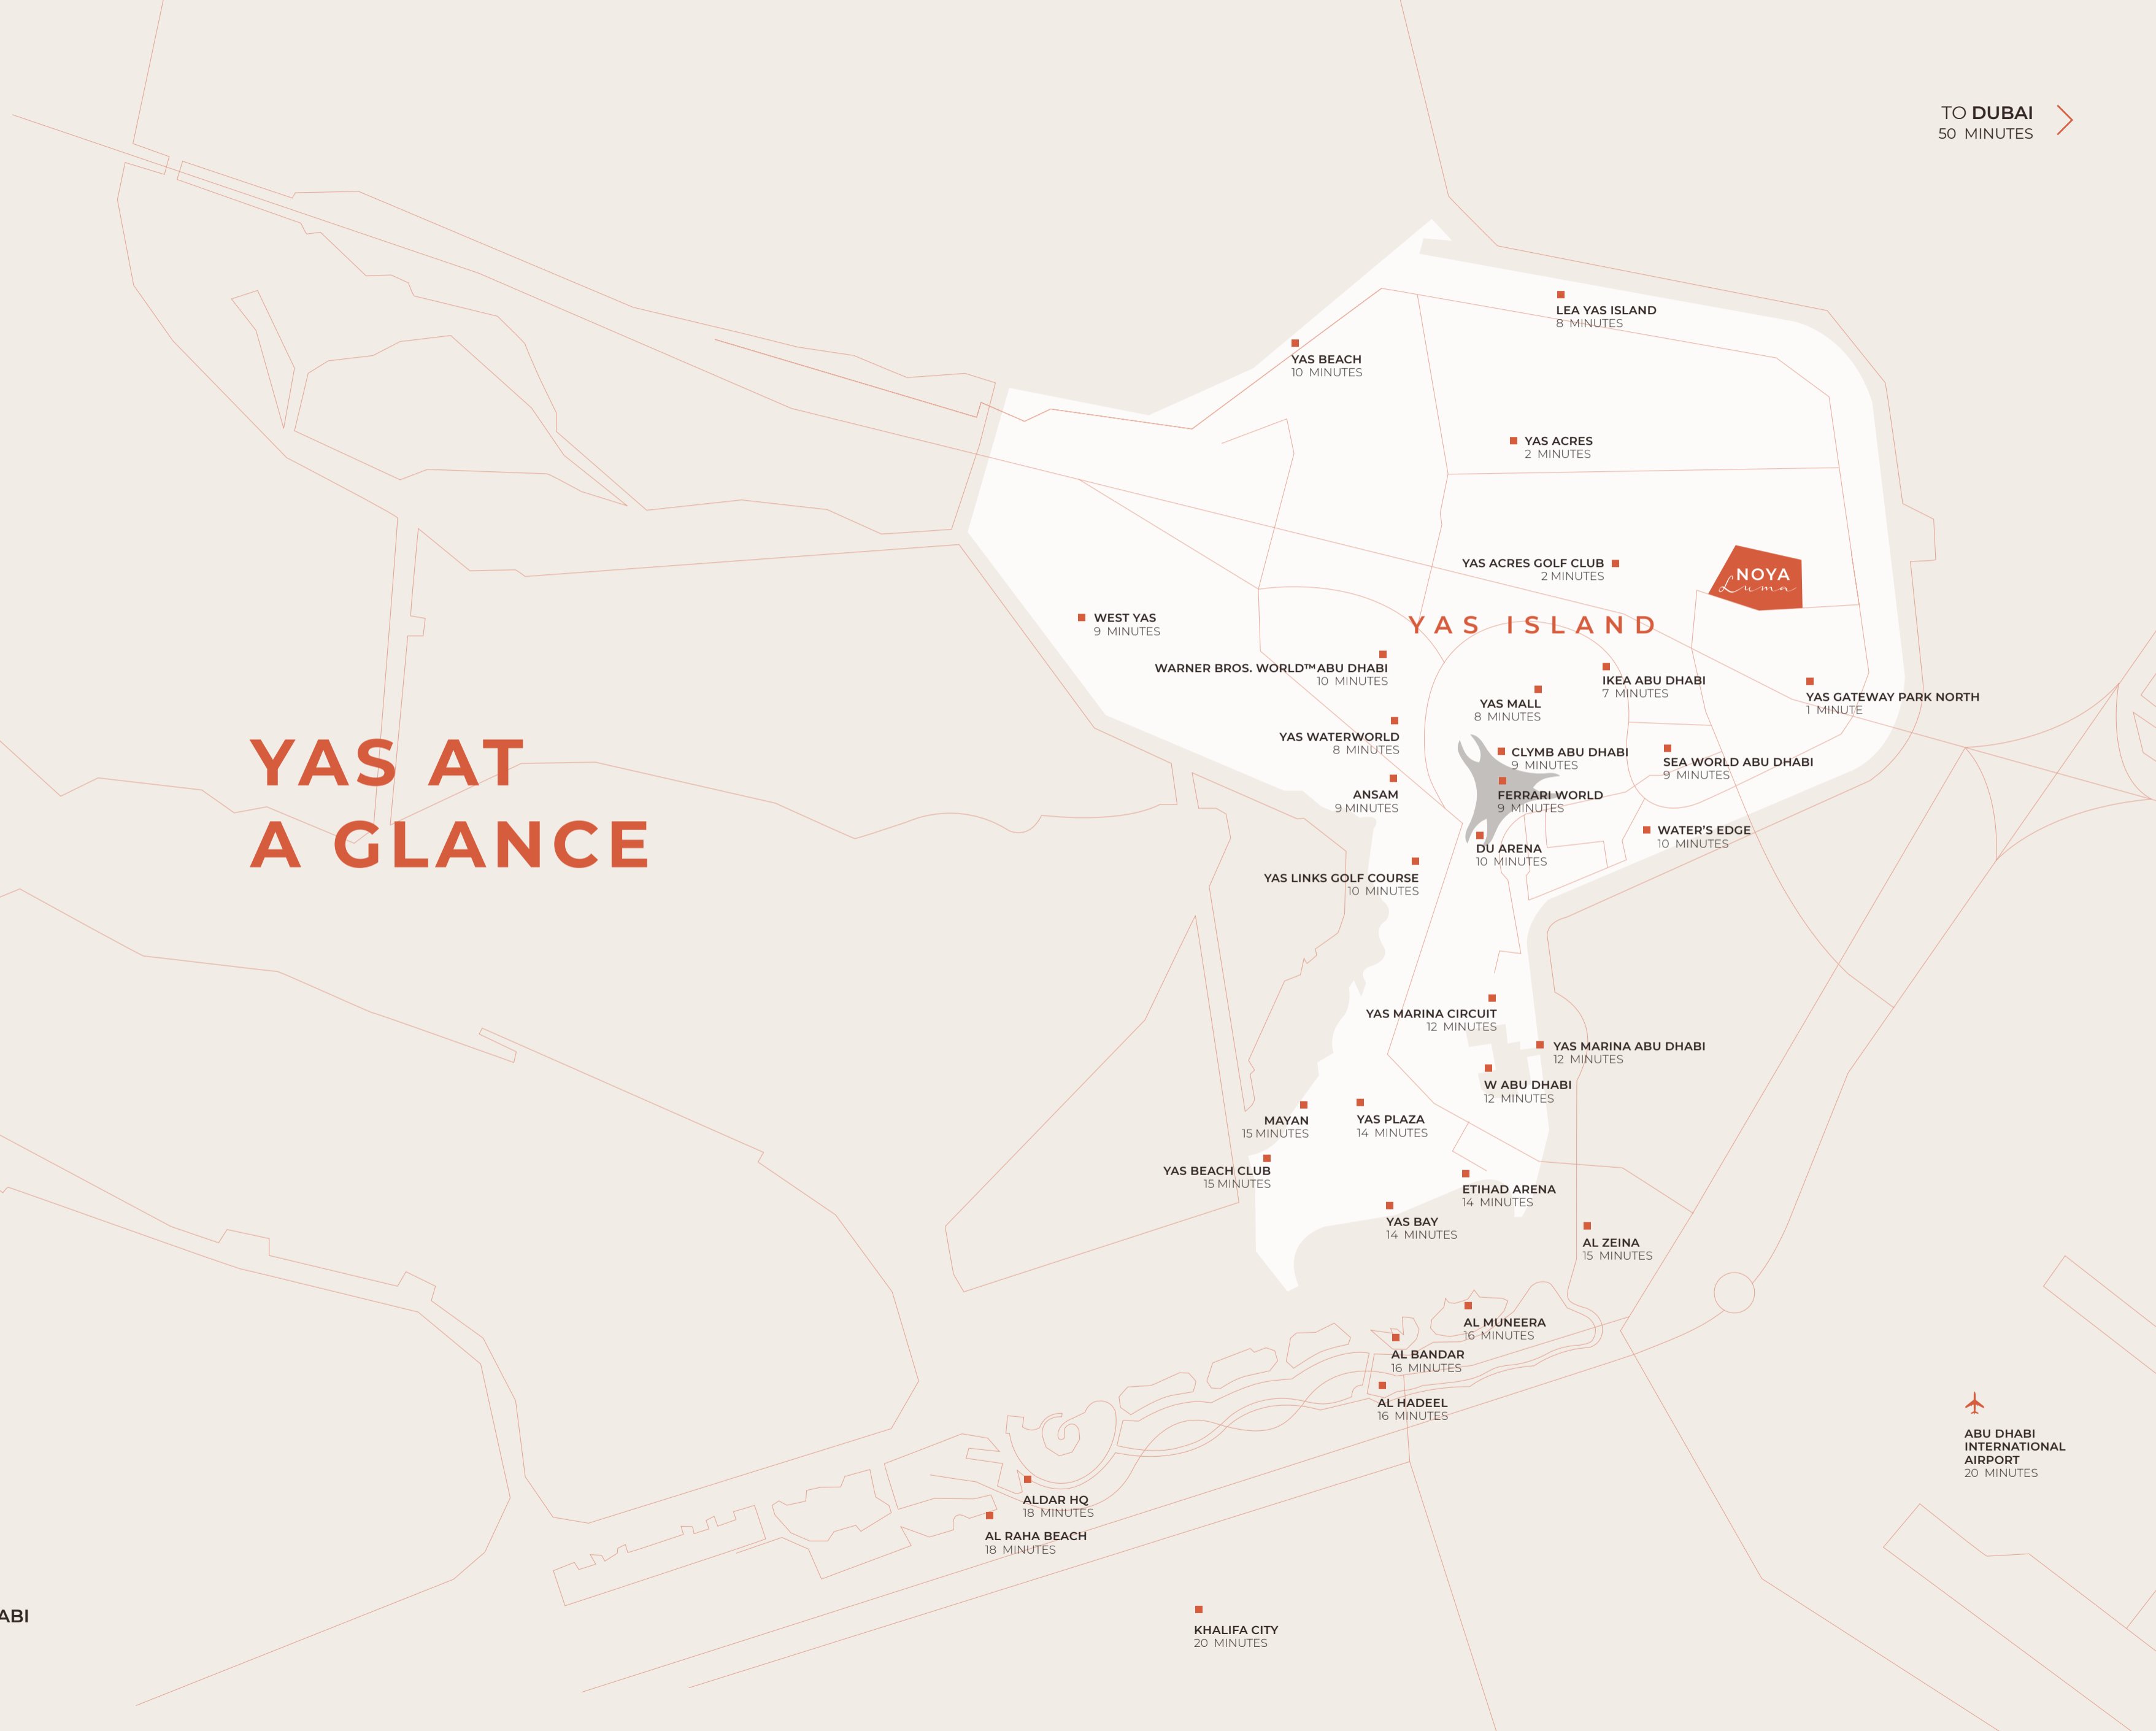 TO DUBAI
50 MINUTES
LEA YAS ISLAND
8 MINUTES
YAS BEACH
10 MINUTES
YAS ACRES
2 MINUTES
YAS ACRES GOLF CLUB
2 MINUTES
NOYA
Luma
WEST YAS
9 MINUTES
YAS ISLAND
WARNER BROS. WORLD™ ABU DHABI
10 MINUTES
IKEA ABU DHABI
7 MINUTES
YAS GATEWAY PARK NORTH
1 MINUTE
YAS MALL
8 MINUTES
YAS WATERWORLD
8 MINUTES
CLYMB ABU DHABI
9 MINUTES
SEA WORLD ABU DHABI
9 MINUTES
YAS AT
A GLANCE
ANSAM
9 MINUTES
FERRARI WORLD
9 MINUTES
WATER'S EDGE
10 MINUTES
DU ARENA
10 MINUTES
YAS LINKS GOLF COURSE
10 MINUTES
YAS MARINA CIRCUIT
12 MINUTES
YAS MARINA ABU DHABI
12 MINUTES
W ABU DHABI
12 MINUTES
MAYAN
15 MINUTES
YAS PLAZA
14 MINUTES
YAS BEACH CLUB
15 MINUTES
ETIHAD ARENA
14 MINUTES
YAS BAY
14 MINUTES
AL ZEINA
15 MINUTES
AL MUNEERA
16 MINUTES
AL BANDAR
16 MINUTES
AL HADEEL
16 MINUTES
ABU DHABI
INTERNATIONAL
AIRPORT
20 MINUTES
ALDAR HQ
18 MINUTES
AL RAHA BEACH
18 MINUTES
ABI
KHALIFA CITY
20 MINUTES